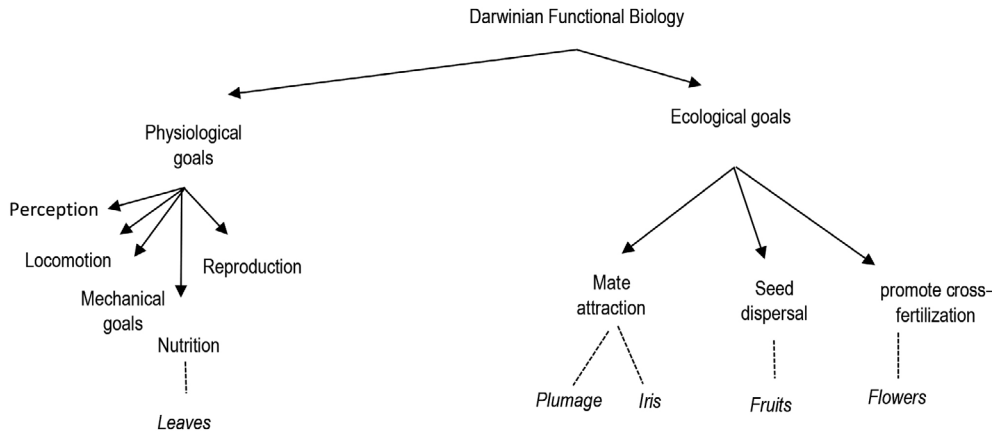 Darwinian Functional Biology
Physiological
goals
Ecological goals
Perception
Locomotion
Reproduction
Mechanical
goals
Nutrition
Leaves
Mate
attraction
Seed
dispersal
promote cross–
fertilization
Plumage
Iris
Fruits
Flowers